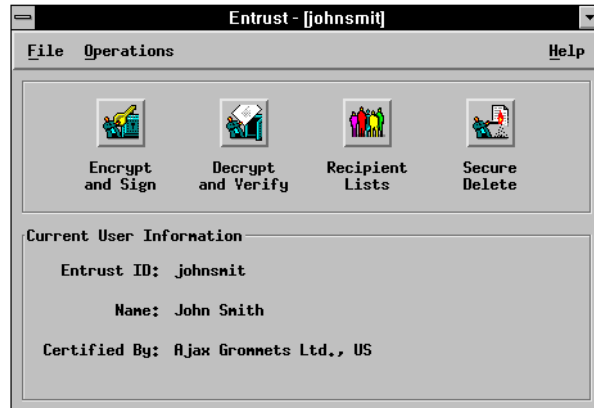 Entrust - [johnsmit]
File Operations Help
Encrypt and Sign
Decrypt and Verify
Recipient Lists
Secure Delete
Current User Information
Entrust ID: johnsmit
Name: John Smith
Certified By: Ajax Grommets Ltd., US